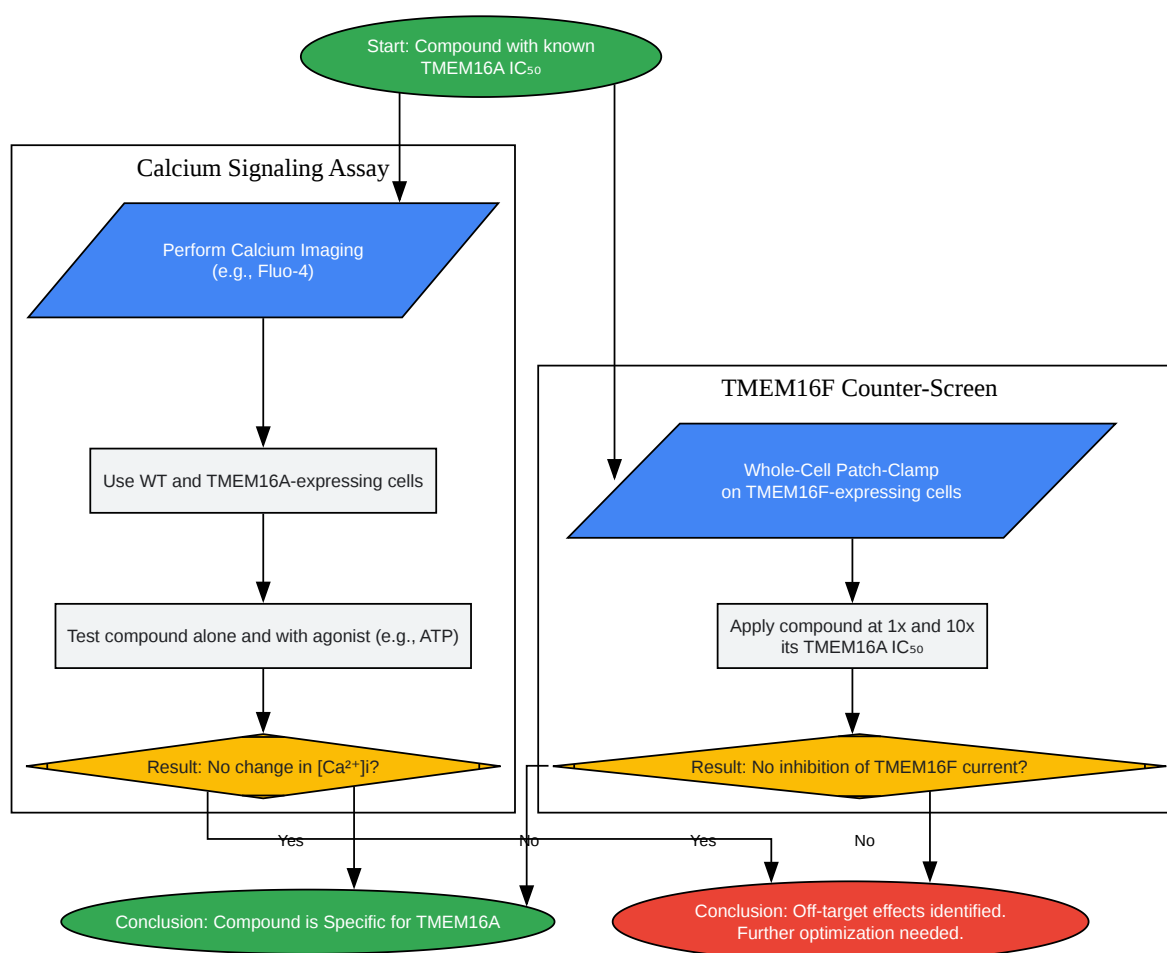 Start: Compound with known
TMEM16A IC₅₀
Calcium Signaling Assay
Perform Calcium Imaging
(e.g., Fluo-4)
Use WT and TMEM16A-expressing cells
Test compound alone and with agonist (e.g., ATP)
Result: No change in [Ca²⁺]i?
TMEM16F Counter-Screen
Whole-Cell Patch-Clamp
on TMEM16F-expressing cells
Apply compound at 1x and 10x
its TMEM16A IC₅₀
Result: No inhibition of TMEM16F current?
Yes
No
Yes
No
Conclusion: Compound is Specific for TMEM16A
Conclusion: Off-target effects identified.
Further optimization needed.